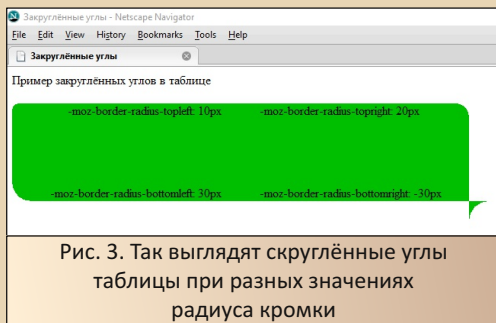 Закруглённые углы - Netscape Navigator
File Edit View History Bookmarks Tools Help
Закруглённые углы
Пример закруглённых углов в таблице
-moz-border-radius-topleft: 10px -moz-border-radius-topright: 20px
-moz-border-radius-bottomleft: 30px -moz-border-radius-bottomright: -30px
Рис. 3. Так выглядят скруглённые углы
таблицы при разных значениях
радиуса кромки